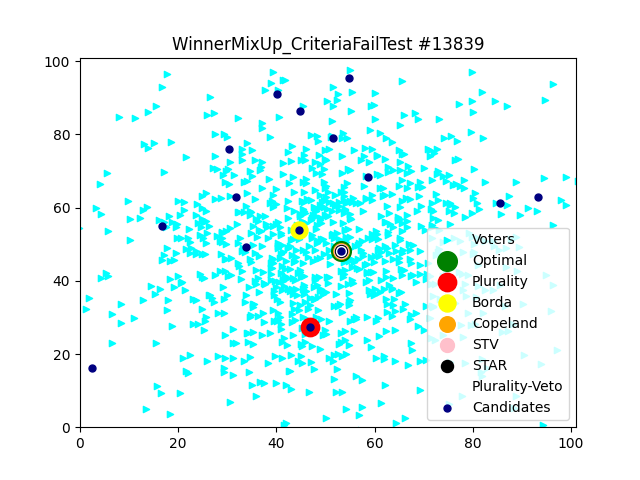 WinnerMixUp_CriteriaFailTest #13839
100
80
60
40
20
0
0 20 40 60 80 100
Voters
Optimal
Plurality
Borda
Copeland
STV
STAR
Plurality-Veto
Candidates